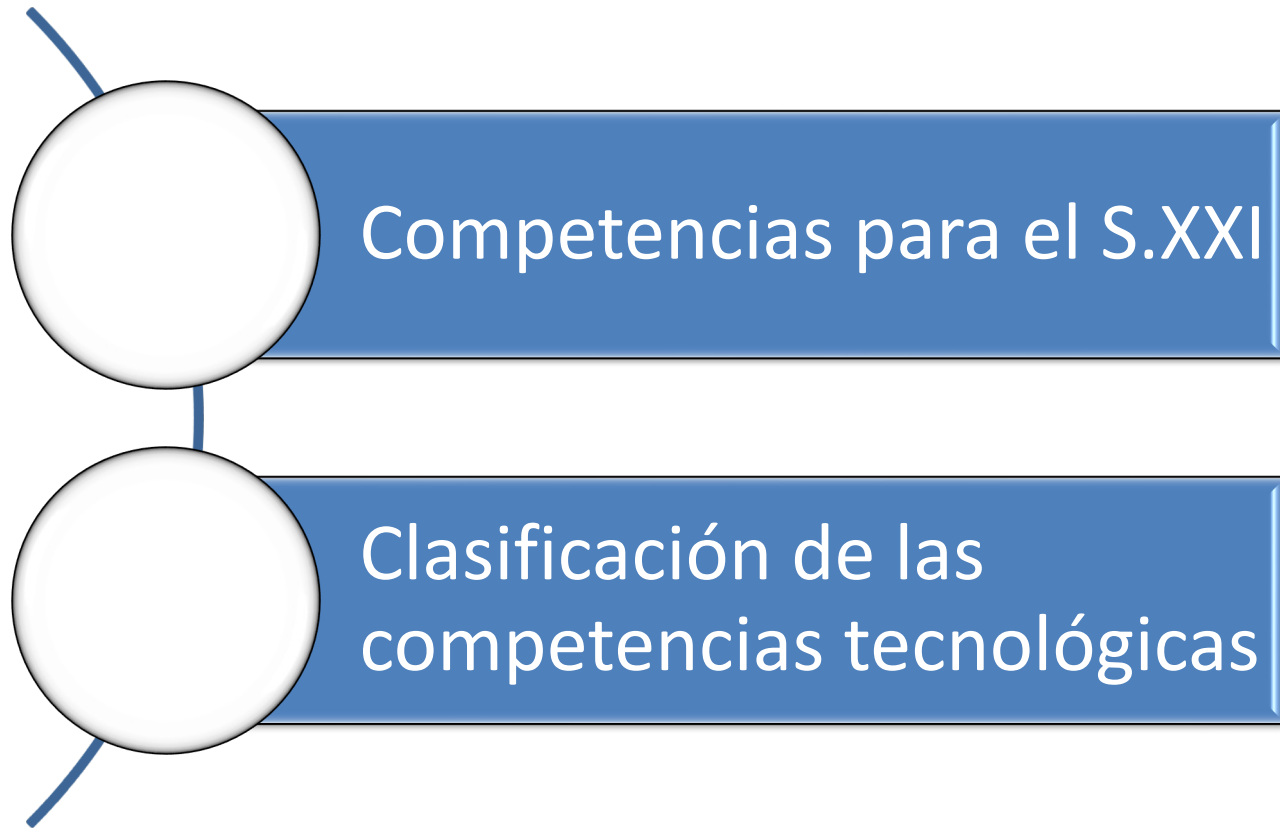 Competencias para el S.XXI
Clasificación de las
competencias tecnológicas